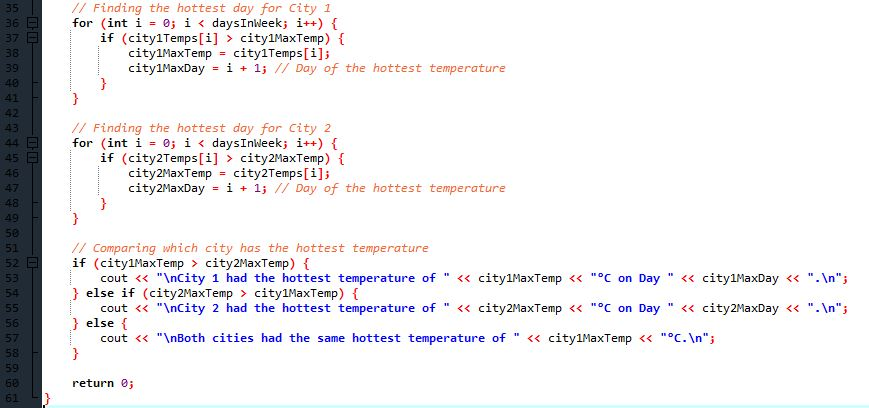 35 // Finding the hottest day for City 1
36 for (int i = 0; i < daysInWeek; i++) {
37 if (city1Temps[i] > city1MaxTemp) {
38 city1MaxTemp = city1Temps[i];
39 city1MaxDay = i + 1; // Day of the hottest temperature
40 }
41 }
42
43 // Finding the hottest day for City 2
44 for (int i = 0; i < daysInWeek; i++) {
45 if (city2Temps[i] > city2MaxTemp) {
46 city2MaxTemp = city2Temps[i];
47 city2MaxDay = i + 1; // Day of the hottest temperature
48 }
49 }
50
51 // Comparing which city has the hottest temperature
52 if (city1MaxTemp > city2MaxTemp) {
53 cout << "\nCity 1 had the hottest temperature of " << city1MaxTemp << "°C on Day " << city1MaxDay << ".\n";
54 } else if (city2MaxTemp > city1MaxTemp) {
55 cout << "\nCity 2 had the hottest temperature of " << city2MaxTemp << "°C on Day " << city2MaxDay << ".\n";
56 } else {
57 cout << "\nBoth cities had the same hottest temperature of " << city1MaxTemp << "°C.\n";
58 }
59
60 return 0;
61 }